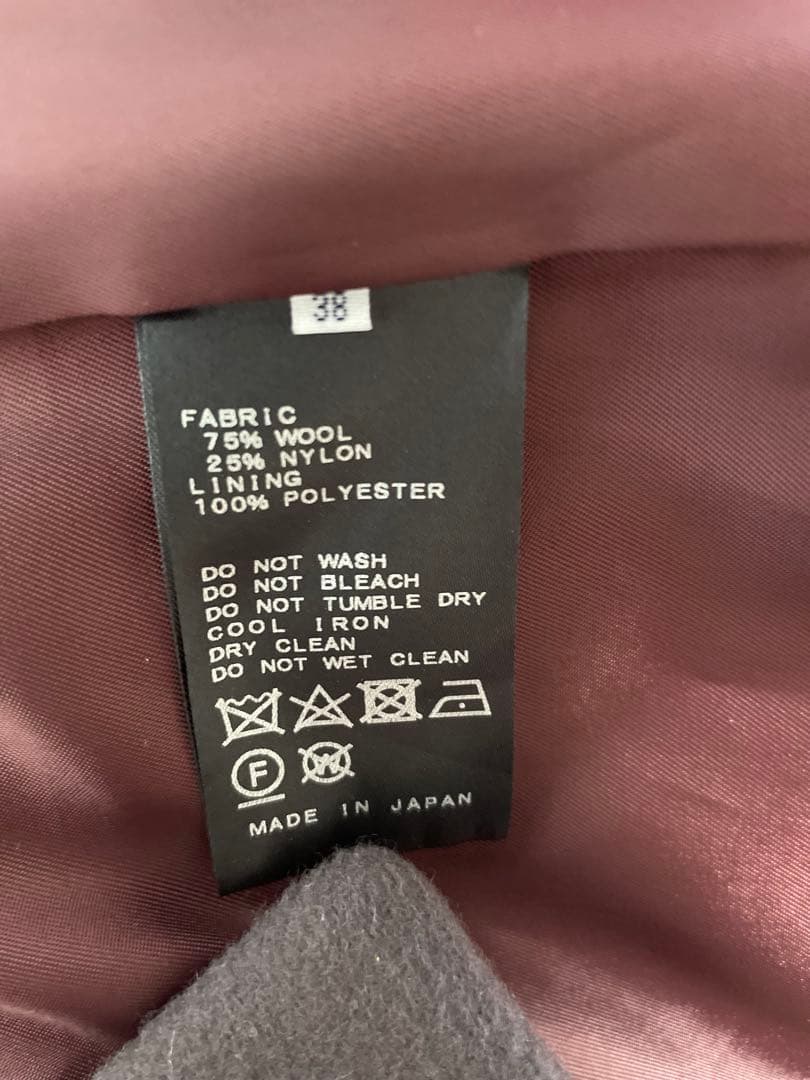 38
FABRIC
75% WOOL
25% NYLON
LINING
100% POLYESTER
DO NOT WASH
DO NOT BLEACH
DO NOT TUMBLE DRY
COOL IRON
DRY CLEAN
DO NOT WET CLEAN
F W
MADE IN JAPAN